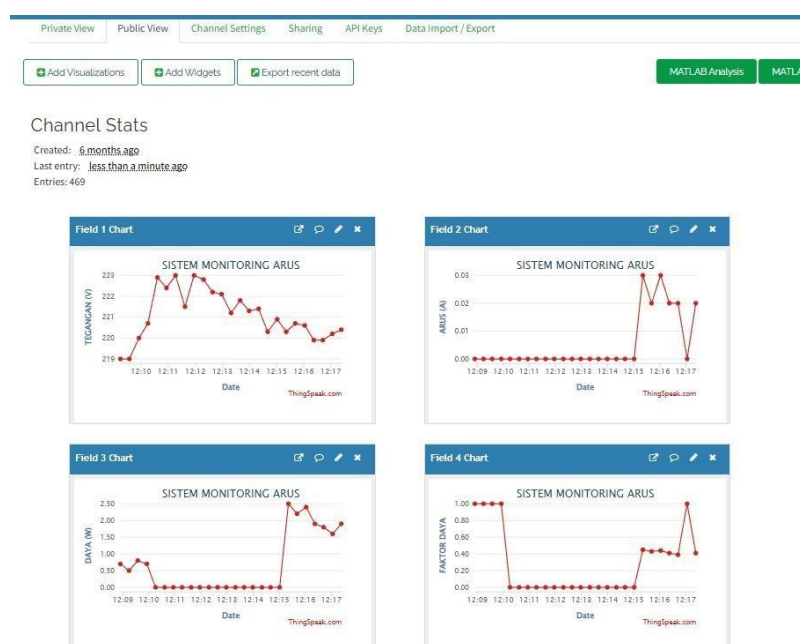 Private View Public View Channel Settings Sharing API Keys Data Import / Export
Add Visualizations Add Widgets Export recent data MATLAB Analysis MATLA
Channel Stats
Created: 6 months ago
Last entry: less than a minute ago
Entries: 469
Field 1 Chart
SISTEM MONITORING ARUS
TEGANGAN (V)
223
222
221
220
219
12:10 12:11 12:12 12:13 12:14 12:15 12:16 12:17
Date
ThingSpeak.com
Field 2 Chart
SISTEM MONITORING ARUS
ARUS (A)
0.03
0.02
0.01
0.00
12:09 12:10 12:11 12:12 12:13 12:14 12:15 12:16 12:17
Date
ThingSpeak.com
Field 3 Chart
SISTEM MONITORING ARUS
DAYA (W)
2.50
2.00
1.50
1.00
0.50
0.00
12:09 12:10 12:11 12:12 12:13 12:14 12:15 12:16 12:17
Date
ThingSpeak.com
Field 4 Chart
SISTEM MONITORING ARUS
FAKTOR DAYA
1.00
0.80
0.60
0.40
0.20
0.00
12:09 12:10 12:11 12:12 12:13 12:14 12:15 12:16 12:17
Date
ThingSpeak.com